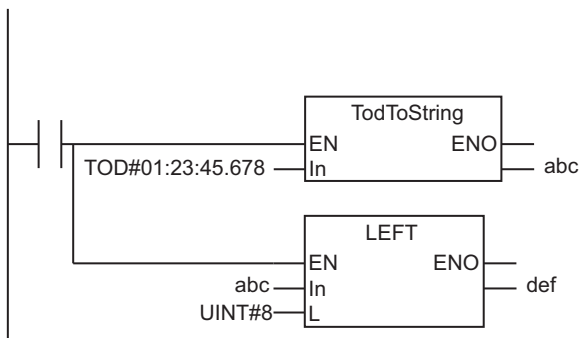 TodToString
EN ENO
TOD#01:23:45.678 In abc
LEFT
EN ENO
abc In def
UINT#8 L